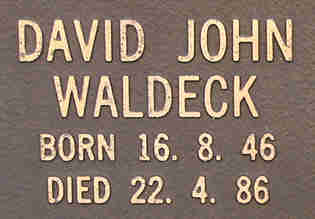 DAVID JOHN
WALDECK
BORN 16. 8. 46
DIED 22. 4. 86